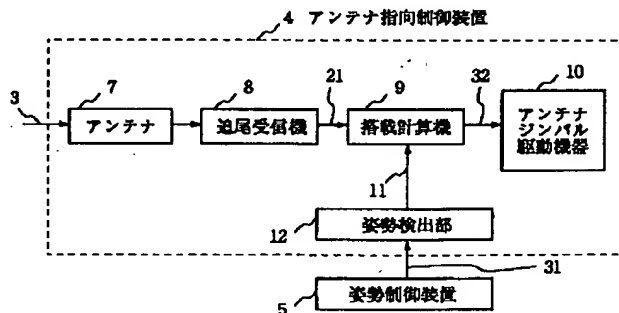 4 アンテナ指向制御装置
7
8
21
9
32
10
3
アンテナ
追尾受信機
搭載計算機
アンテナ
ジンバル
駆動機器
11
12
姿勢検出部
31
5
姿勢制御装置